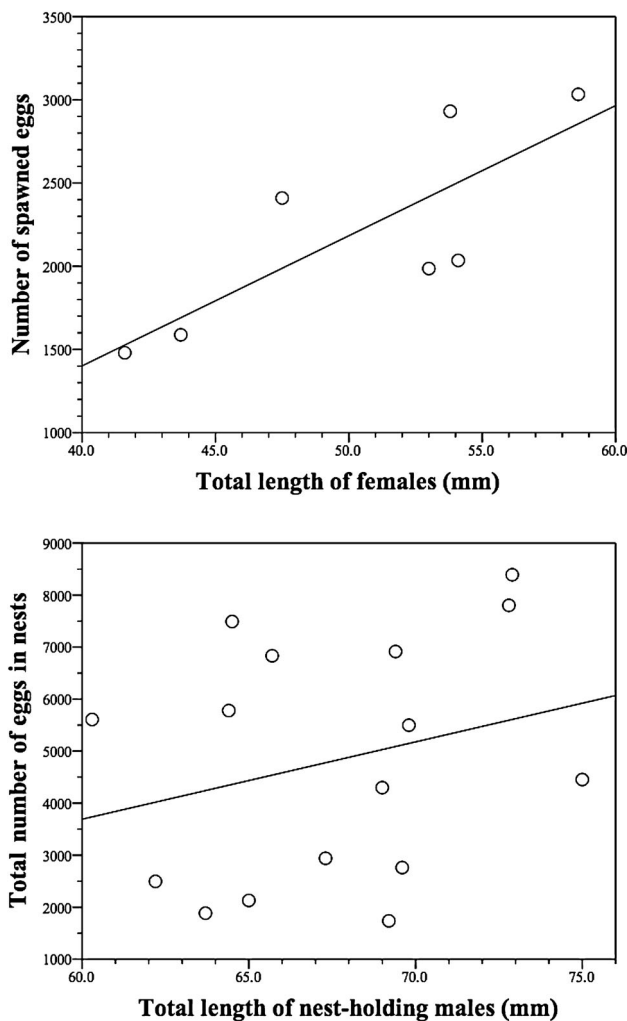 3500
3000
2500
2000
1500
1000
Number of spawned eggs
40.0 45.0 50.0 55.0 60.0
Total length of females (mm)
9000
8000
7000
6000
5000
4000
3000
2000
1000
Total number of eggs in nests
60.0 65.0 70.0 75.0
Total length of nest-holding males (mm)